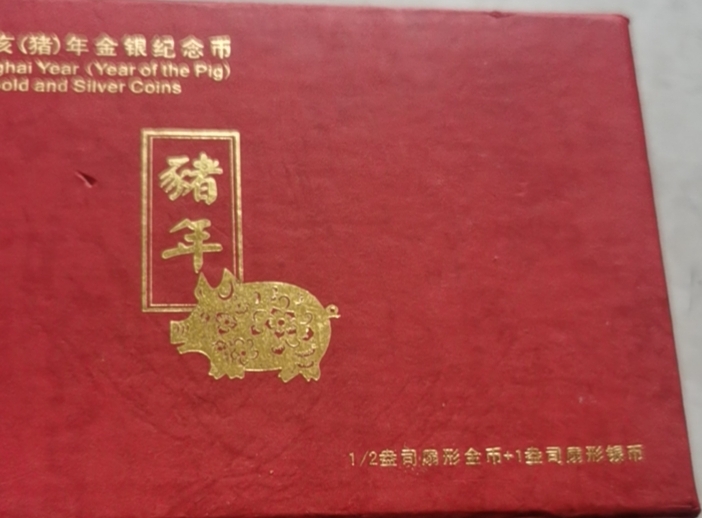 亥(猪)年金银纪念币
ghai Year (Year of the Pig)
old and Silver Coins
豬
年
1/2盎司扇形金币+1盎司扇形银币